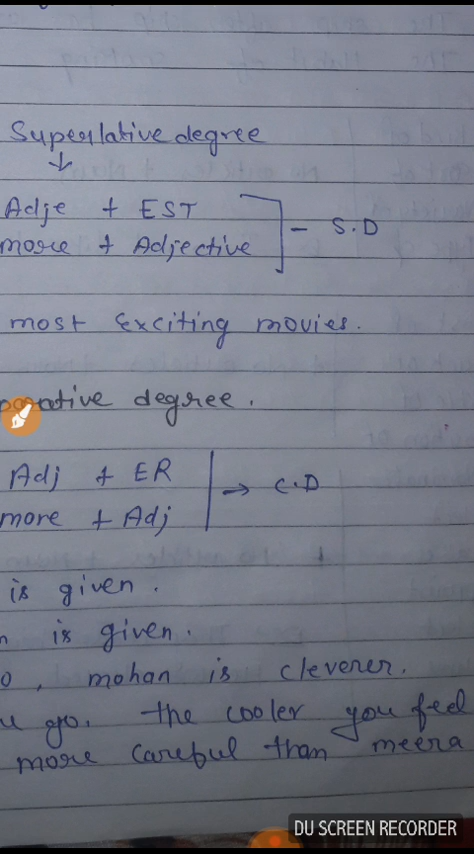 Superlative degree
Adje + EST
more + Adjective
– S.D
most exciting movies.
degree.
Adj + ER
more + Adj
→ C.D
is given.
is given.
, mohan is cleverer.
go. the cooler you feel
more careful than meera
DU SCREEN RECORDER